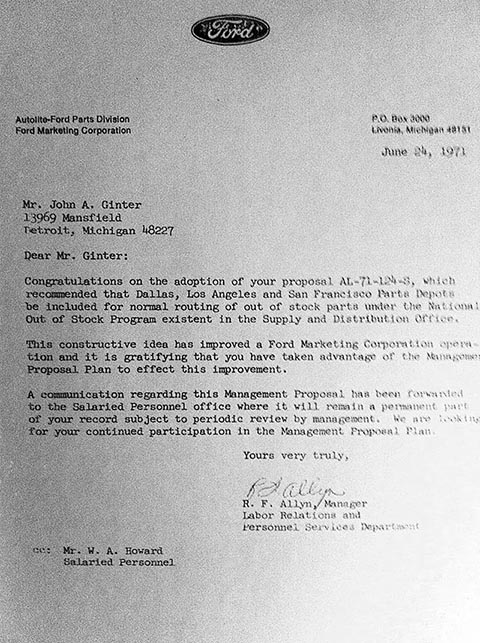 Ford
Autolite-Ford Parts Division
Ford Marketing Corporation
P.O. Box 3000
Livonia, Michigan 48151
June 24, 1971
Mr. John A. Ginter
13969 Mansfield
Detroit, Michigan 48227
Dear Mr. Ginter:
Congratulations on the adoption of your proposal AL-71-124-S, which
recommended that Dallas, Los Angeles and San Francisco Parts Depots
be included for normal routing of out of stock parts under the National
Out of Stock Program existent in the Supply and Distribution Office.
This constructive idea has improved a Ford Marketing Corporation opera-
tion and it is gratifying that you have taken advantage of the Management
Proposal Plan to effect this improvement.
A communication regarding this Management Proposal has been forwarded
to the Salaried Personnel office where it will remain a permanent part
of your record subject to periodic review by management. We are looking
for your continued participation in the Management Proposal Plan.
Yours very truly,
R F Allyn
R. F. Allyn, Manager
Labor Relations and
Personnel Services Department
cc: Mr. W. A. Howard
Salaried Personnel